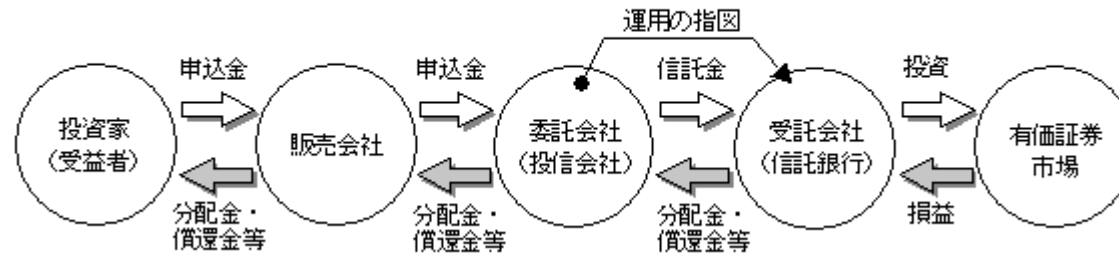 運用の指図
申込金
申込金
信託金
投資
投資家
（受益者）
販売会社
委託会社
（投信会社）
受託会社
（信託銀行）
有価証券
市場
分配金・
償還金等
分配金・
償還金等
分配金・
償還金等
損益